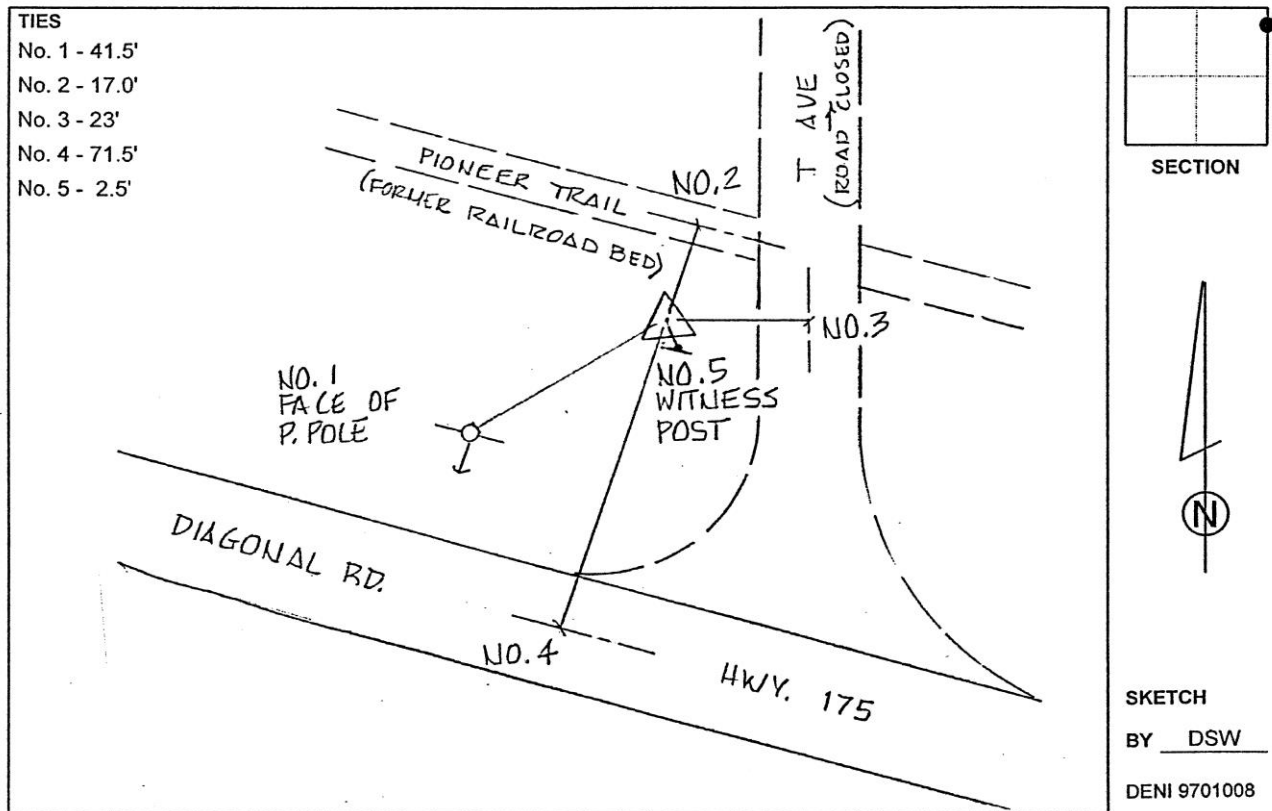 TIES
No. 1 - 41.5'
No. 2 - 17.0'
No. 3 - 23'
No. 4 - 71.5'
No. 5 - 2.5'
T AVE
(ROAD CLOSED)
PIONEER TRAIL
(FORMER RAILROAD BED)
NO.2
NO.3
NO. 1
FACE OF
P. POLE
NO.5
WITNESS
POST
DIAGONAL RD.
NO.4
HWY. 175
SECTION
N
SKETCH
BY DSW
DENI 9701008